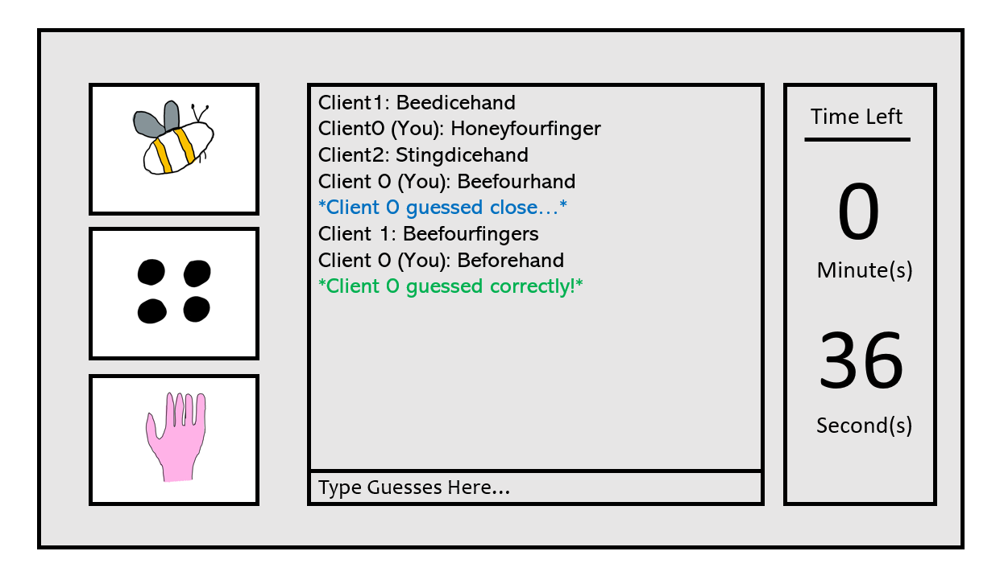 Client1: Beedicehand
Client0 (You): Honeyfourfinger
Client2: Stingdicehand
Client 0 (You): Beefourhand
*Client 0 guessed close...*
Client 1: Beefourfingers
Client 0 (You): Beforehand
*Client 0 guessed correctly!*
Type Guesses Here...
Time Left
0
Minute(s)
36
Second(s)